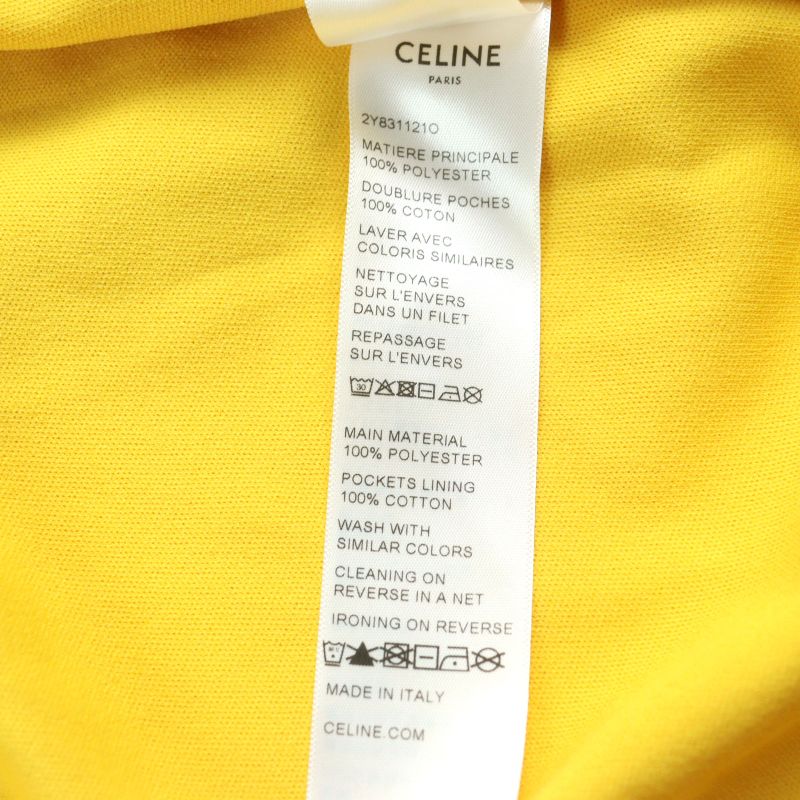 CELINE
PARIS
2Y831121O
MATIERE PRINCIPALE
100% POLYESTER
DOUBLURE POCHES
100% COTON
LAVER AVEC
COLORIS SIMILAIRES
NETTOYAGE
SUR L'ENVERS
DANS UN FILET
REPASSAGE
SUR L'ENVERS
30
MAIN MATERIAL
100% POLYESTER
POCKETS LINING
100% COTTON
WASH WITH
SIMILAR COLORS
CLEANING ON
REVERSE IN A NET
IRONING ON REVERSE
MADE IN ITALY
CELINE.COM